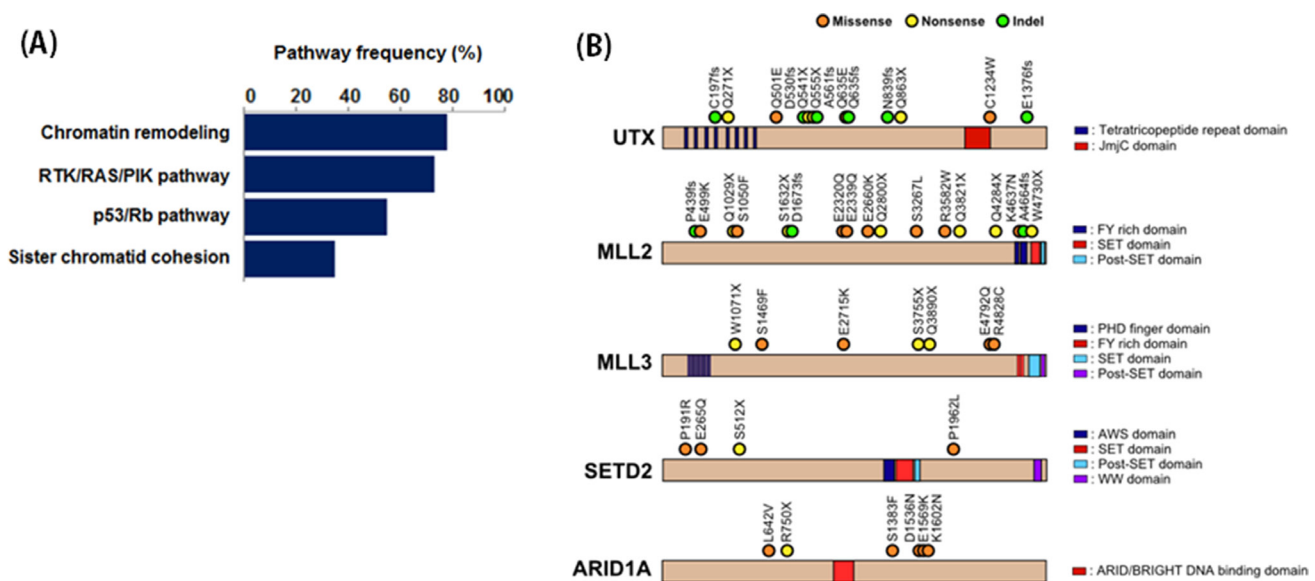 (A)
Pathway frequency (%)
0 20 40 60 80 100
Chromatin remodeling
RTK/RAS/PIK pathway
p53/Rb pathway
Sister chromatid cohesion
(B)
Missense Nonsense Indel
C197fs Q271X Q501E D530fs Q541X Q555X A561fs Q635E Q635fs N839fs Q863X C1234W E1376fs
UTX
: Tetratricopeptide repeat domain
: JmjC domain
P439fs E499K Q1029X S1050F S1632X D1673fs E2320Q E2339Q E2660K Q2800X S3267L R3582W Q3821X Q4284X K4637N A4664fs W4730X
MLL2
: FY rich domain
: SET domain
: Post-SET domain
W1071X S1469F E2715K S3755X Q3890X E4792Q R4828C
MLL3
: PHD finger domain
: FY rich domain
: SET domain
: Post-SET domain
P191R E265Q S512X P1962L
SETD2
: AWS domain
: SET domain
: Post-SET domain
: WW domain
L642V R750X S1383F D1536N E1569K K1602N
ARID1A
: ARID/BRIGHT DNA binding domain